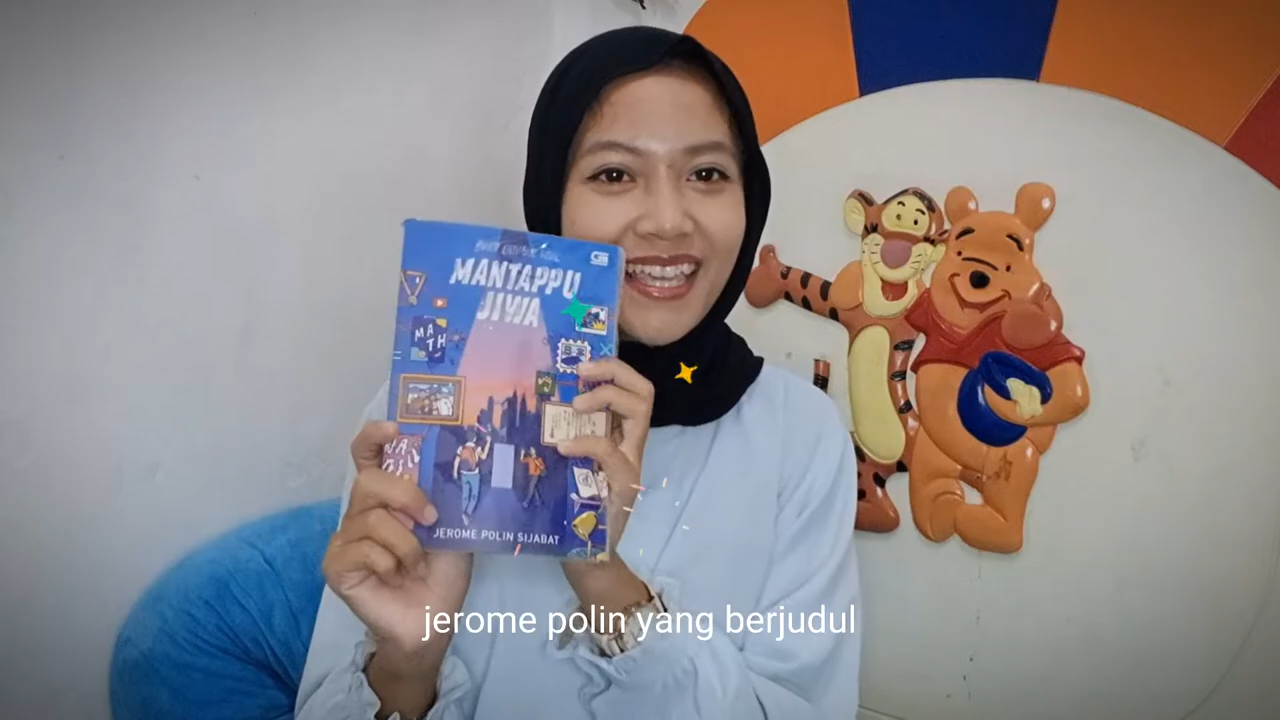 MANTAPPU
JIWA
MATH
JEROME POLIN SIJABAT
jerome polin yang berjudul